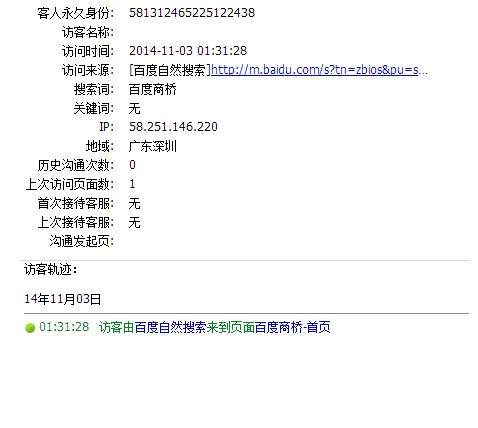 客人永久身份: 581312465225122438
访客名称:
访问时间: 2014-11-03 01:31:28
访问来源: [百度自然搜索]http://m.baidu.com/s?tn=zbios&pu=s...
搜索词: 百度商桥
关键词: 无
IP: 58.251.146.220
地域: 广东深圳
历史沟通次数: 0
上次访问页面数: 1
首次接待客服: 无
上次接待客服: 无
沟通发起页:
访客轨迹:
14年11月03日
01:31:28 访客由百度自然搜索来到页面百度商桥-首页